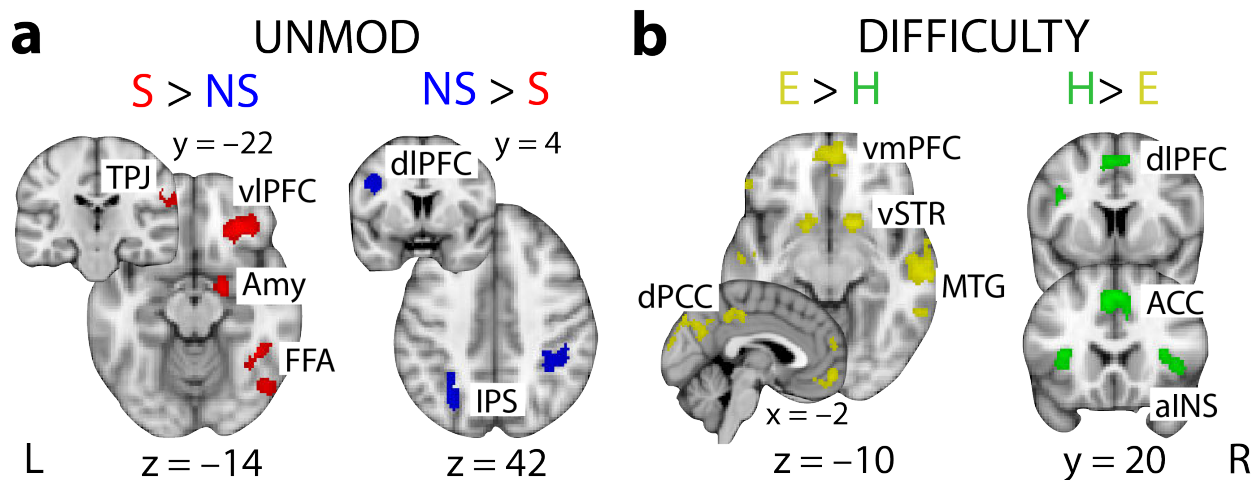 a UNMOD
S > NS
NS > S
y = –22
y = 4
TPJ
vlPFC
Amy
FFA
dlPFC
IPS
L
z = –14
z = 42
b DIFFICULTY
E > H
H> E
vmPFC
vSTR
MTG
dPCC
x = –2
dlPFC
ACC
aINS
z = –10
y = 20
R